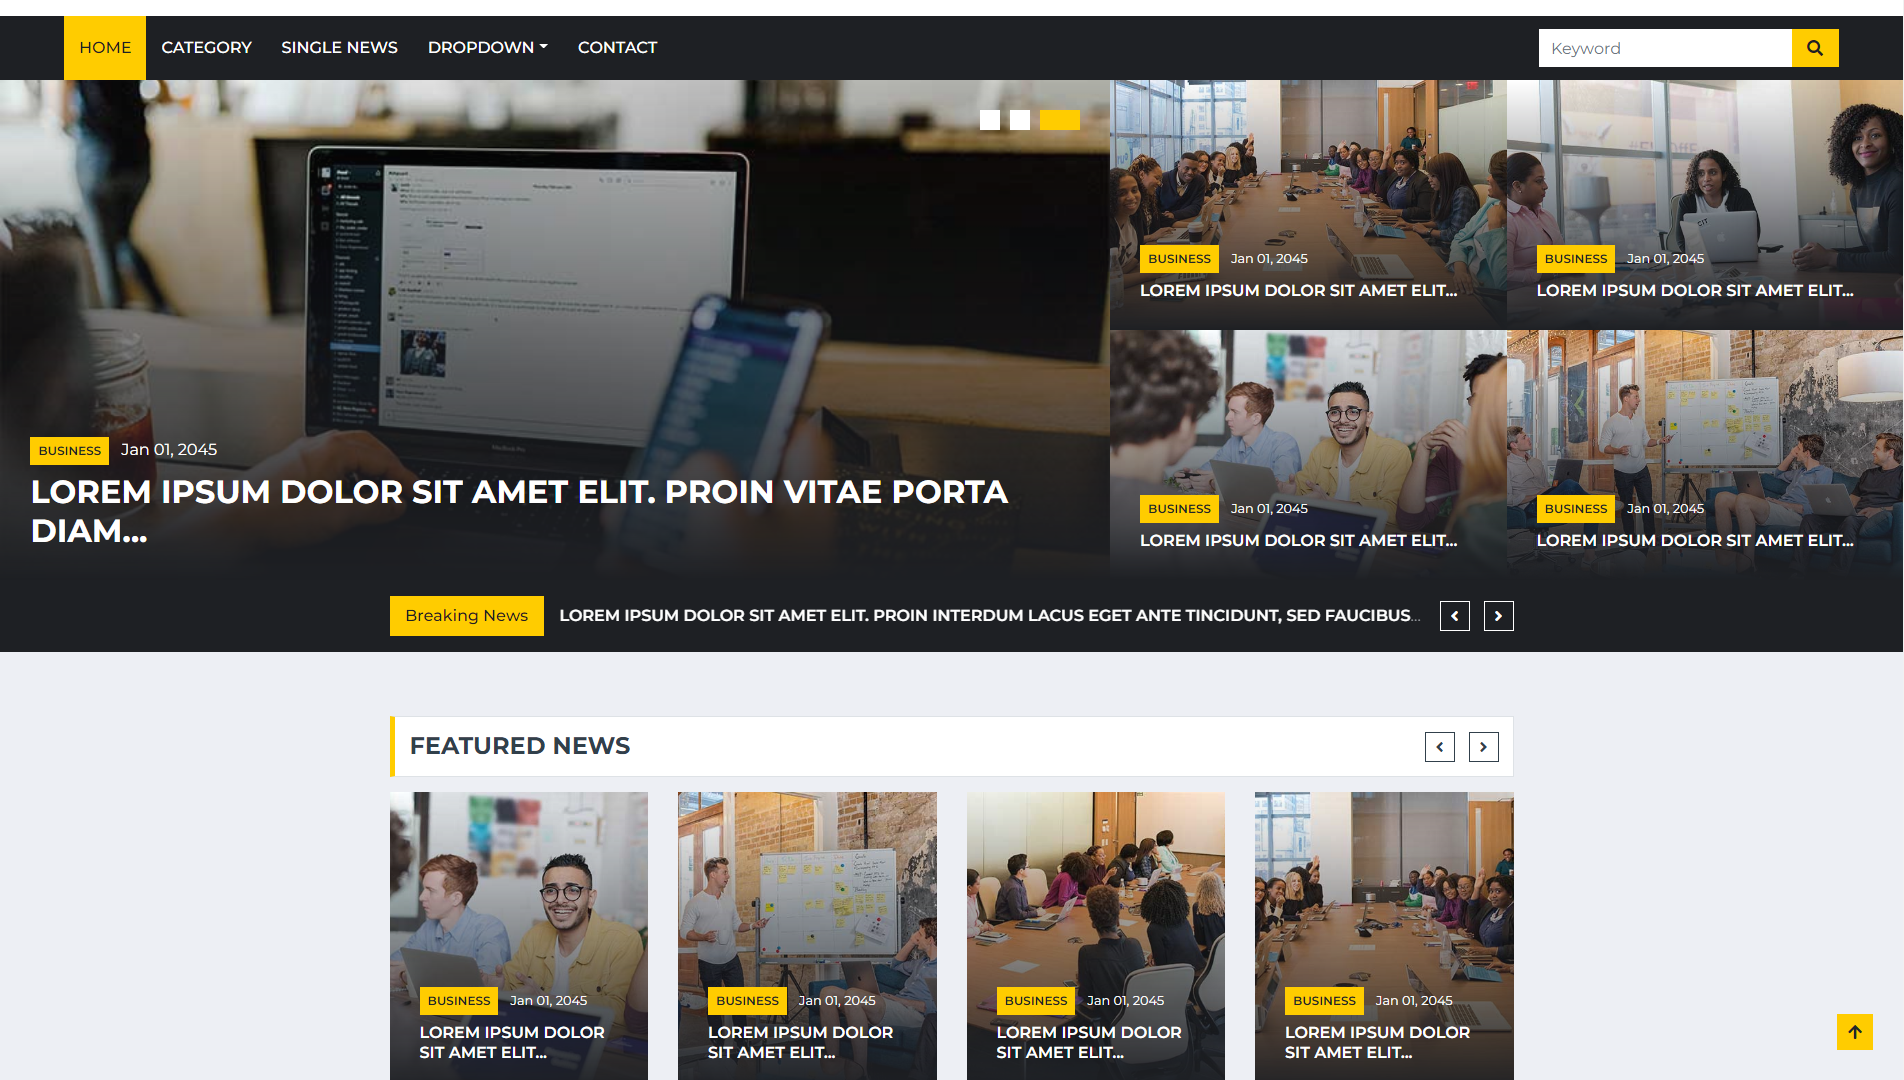 HOME CATEGORY SINGLE NEWS DROPDOWN CONTACT Keyword
BUSINESS Jan 01, 2045
LOREM IPSUM DOLOR SIT AMET ELIT. PROIN VITAE PORTA
DIAM...
BUSINESS Jan 01, 2045
LOREM IPSUM DOLOR SIT AMET ELIT...
BUSINESS Jan 01, 2045
LOREM IPSUM DOLOR SIT AMET ELIT...
BUSINESS Jan 01, 2045
LOREM IPSUM DOLOR SIT AMET ELIT...
BUSINESS Jan 01, 2045
LOREM IPSUM DOLOR SIT AMET ELIT...
Breaking News LOREM IPSUM DOLOR SIT AMET ELIT. PROIN INTERDUM LACUS EGET ANTE TINCIDUNT, SED FAUCIBUS...
FEATURED NEWS
BUSINESS Jan 01, 2045
LOREM IPSUM DOLOR
SIT AMET ELIT...
BUSINESS Jan 01, 2045
LOREM IPSUM DOLOR
SIT AMET ELIT...
BUSINESS Jan 01, 2045
LOREM IPSUM DOLOR
SIT AMET ELIT...
BUSINESS Jan 01, 2045
LOREM IPSUM DOLOR
SIT AMET ELIT...